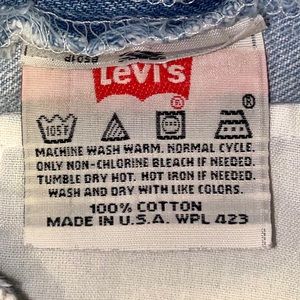 LEVI'S
®
105F
®
MACHINE WASH WARM. NORMAL CYCLE.
ONLY NON-CHLORINE BLEACH IF NEEDED.
TUMBLE DRY HOT. HOT IRON IF NEEDED.
WASH AND DRY WITH LIKE COLORS.
100% COTTON
MADE IN U.S.A. WPL 423